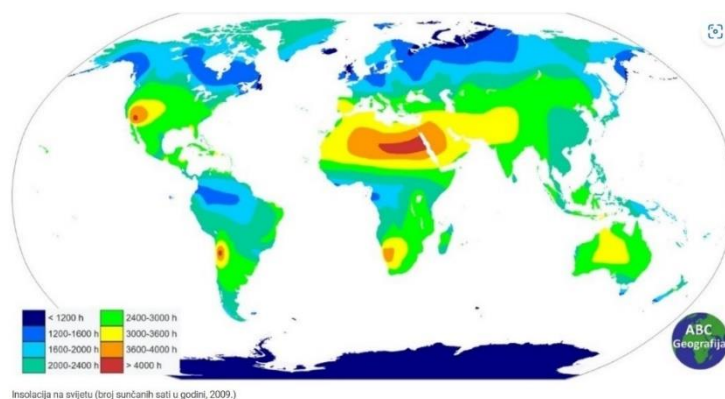 < 1200 h
1200-1600 h
1600-2000 h
2000-2400 h
2400-3000 h
3000-3600 h
3600-4000 h
> 4000 h
ABC
Geografija
Insolacija na svijetu (broj sunčanih sati u godini, 2009.)